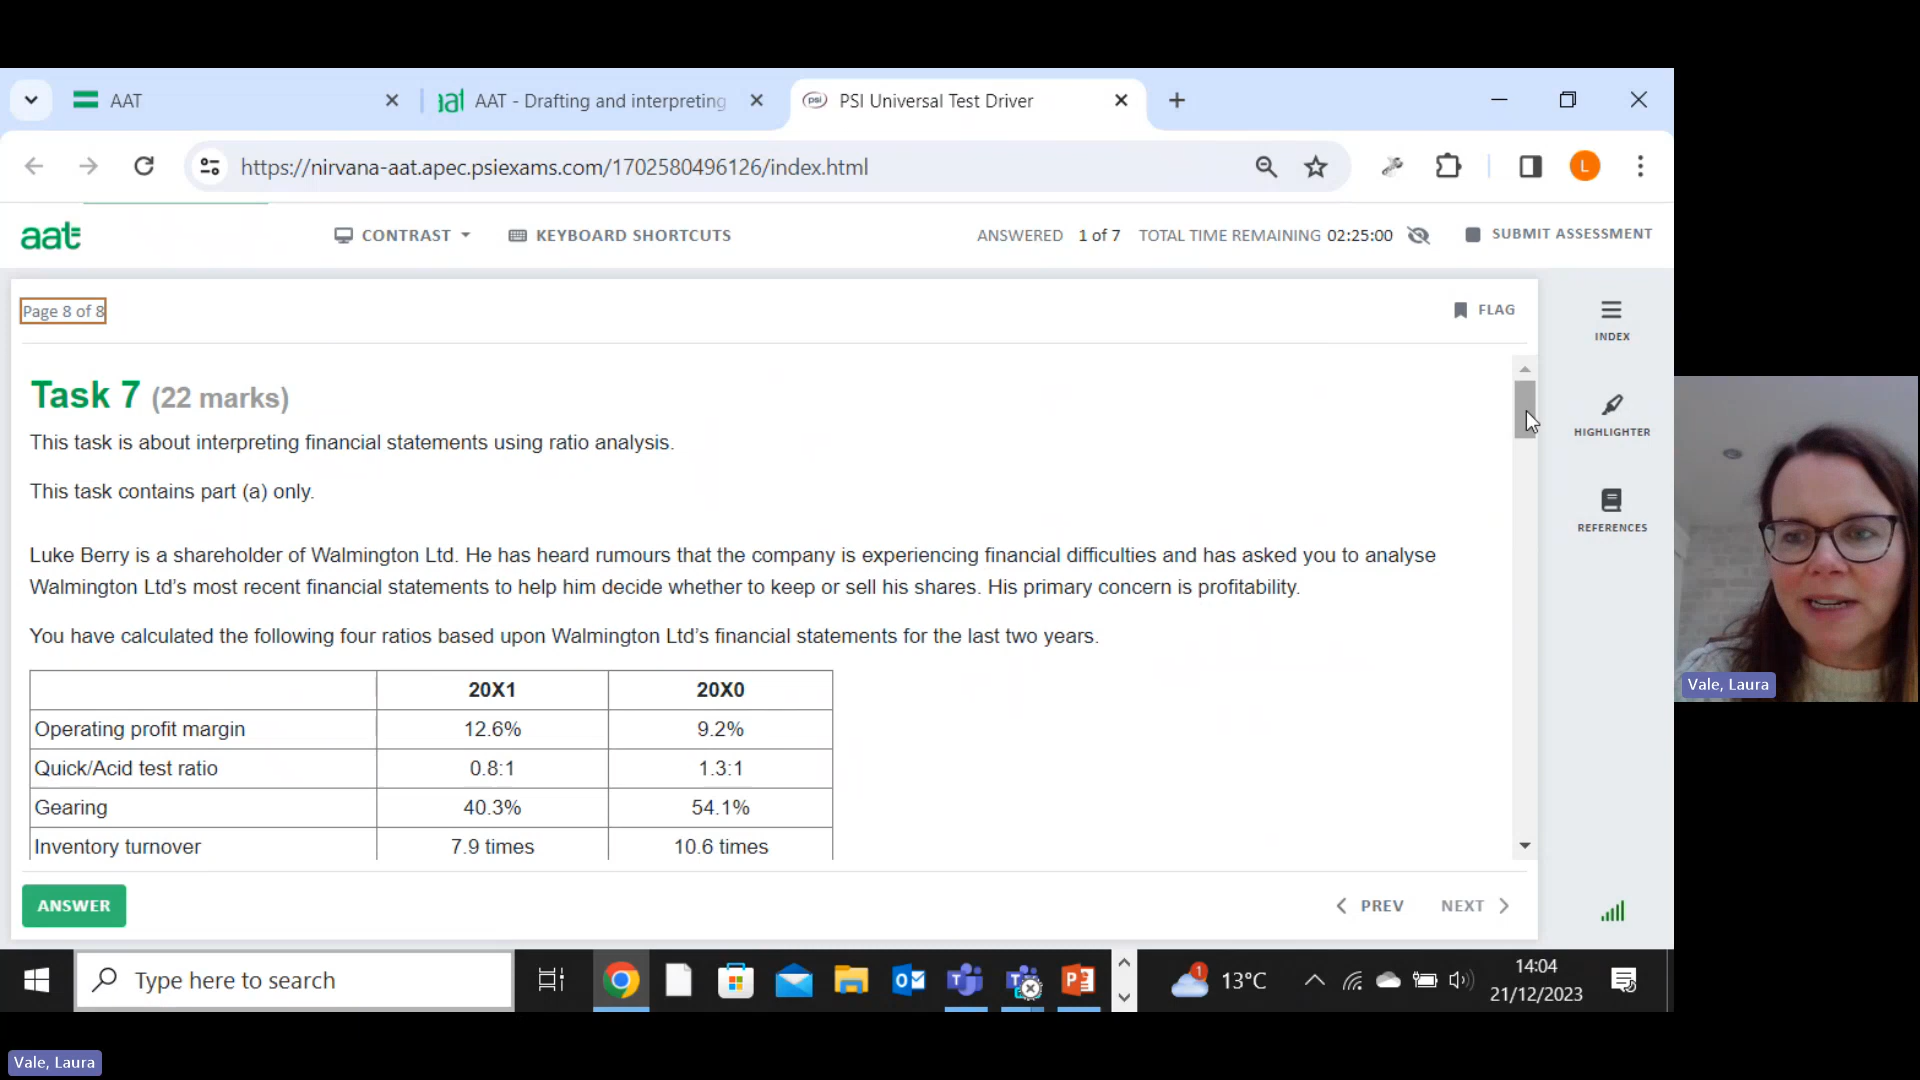 AAT
aat AAT - Drafting and interpreting
psi PSI Universal Test Driver
https://nirvana-aat.apec.psiexams.com/1702580496126/index.html
L
aat
CONTRAST
KEYBOARD SHORTCUTS
ANSWERED 1 of 7 TOTAL TIME REMAINING 02:25:00
SUBMIT ASSESSMENT
Page 8 of 8
FLAG
INDEX
HIGHLIGHTER
REFERENCES
Task 7 (22 marks)
This task is about interpreting financial statements using ratio analysis.
This task contains part (a) only.
Luke Berry is a shareholder of Walmington Ltd. He has heard rumours that the company is experiencing financial difficulties and has asked you to analyse
Walmington Ltd's most recent financial statements to help him decide whether to keep or sell his shares. His primary concern is profitability.
You have calculated the following four ratios based upon Walmington Ltd's financial statements for the last two years.
20X1 20X0
Operating profit margin 12.6% 9.2%
Quick/Acid test ratio 0.8:1 1.3:1
Gearing 40.3% 54.1%
Inventory turnover 7.9 times 10.6 times
ANSWER
PREV
NEXT
Vale, Laura
Type here to search
1
13°C
14:04
21/12/2023
Vale, Laura